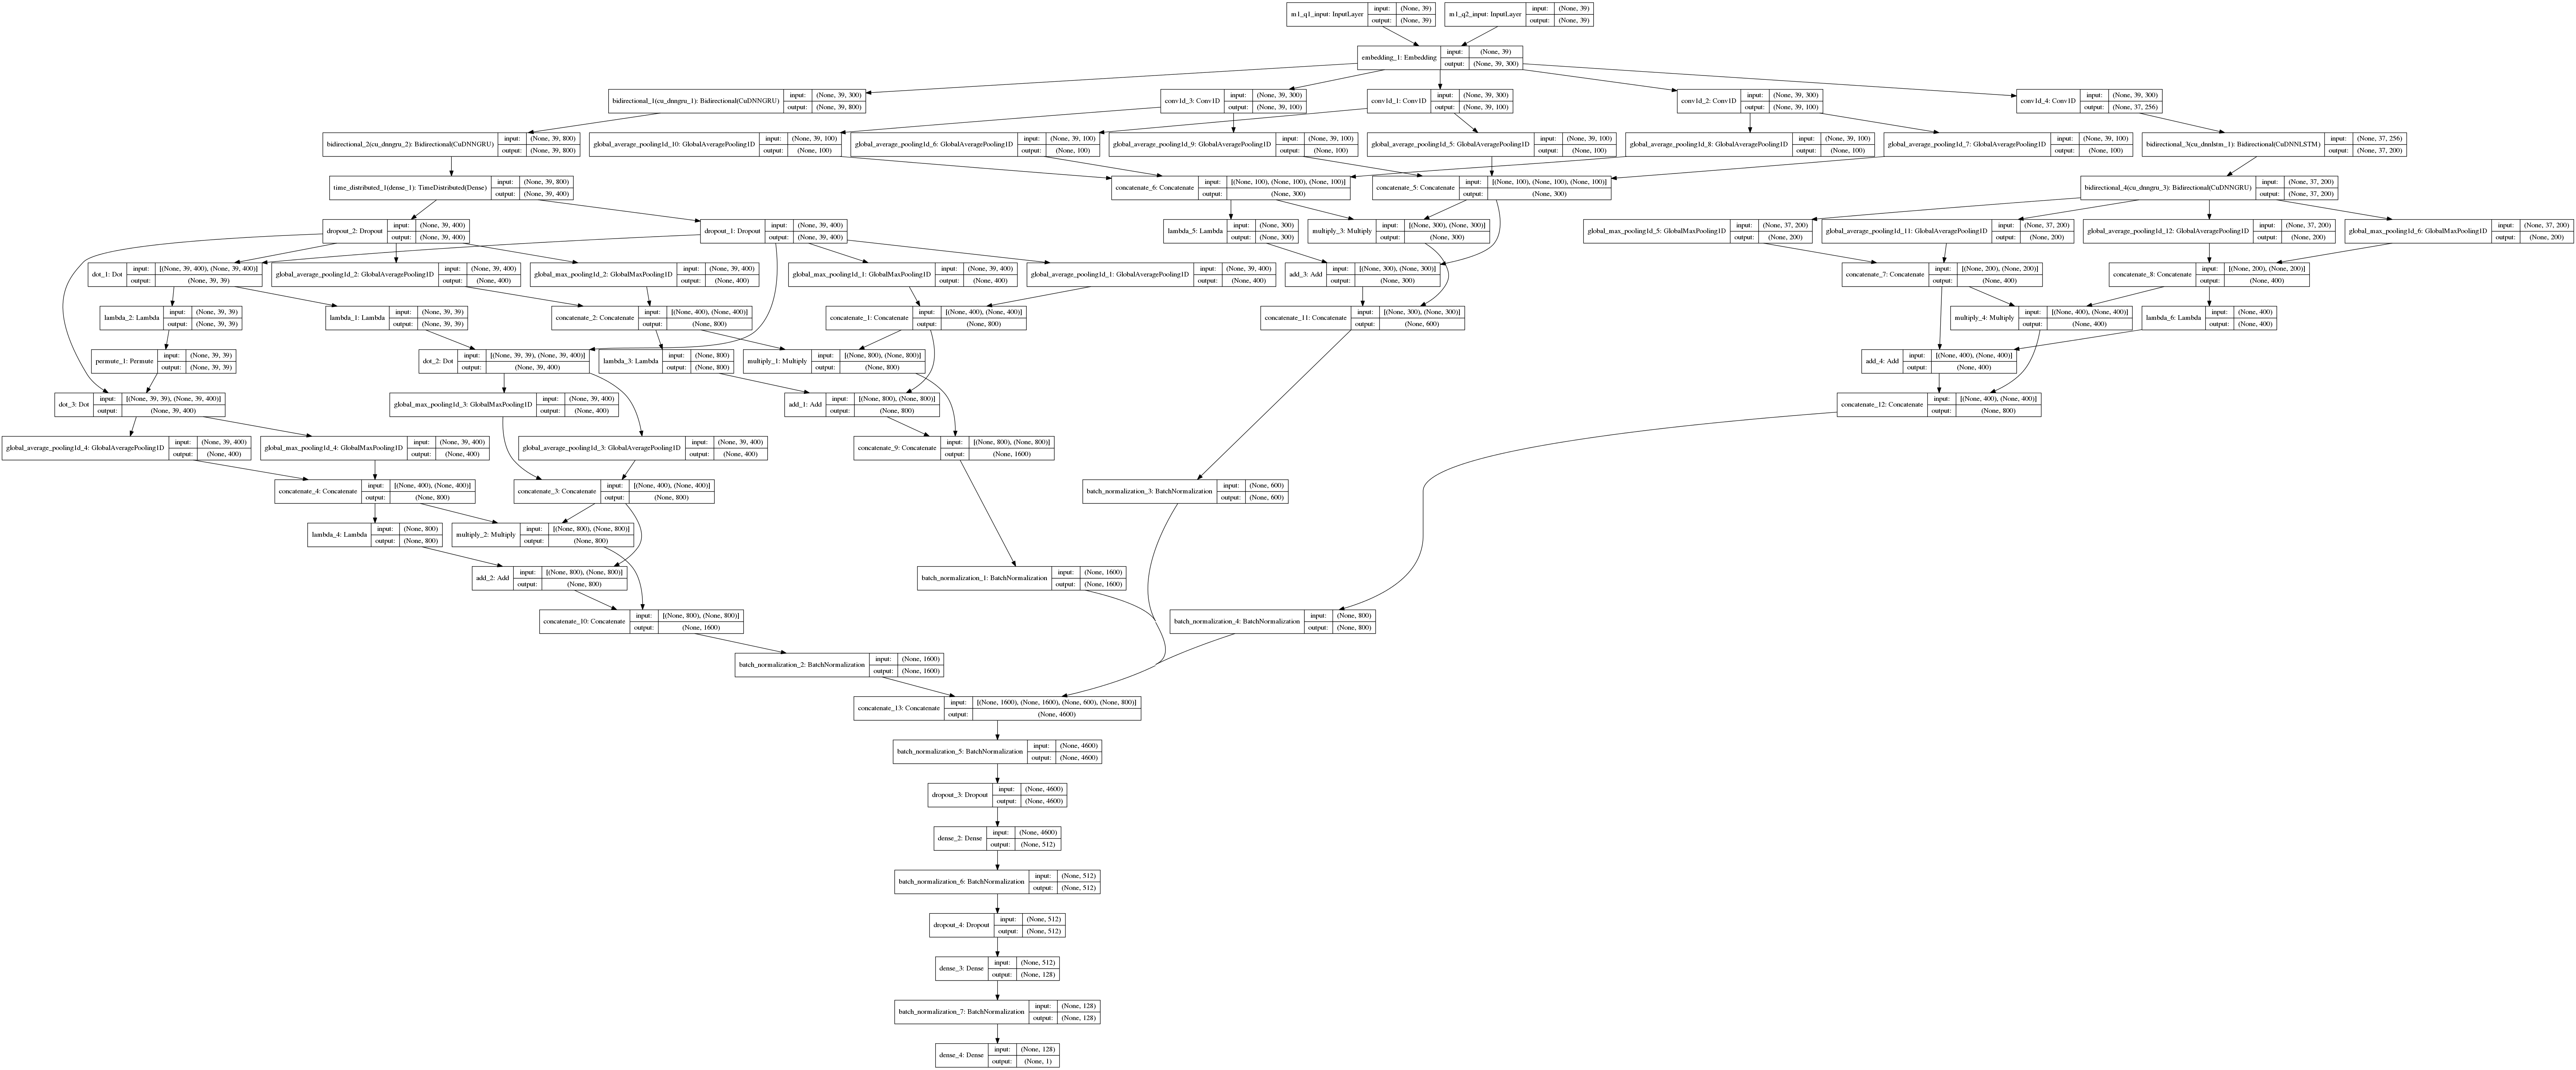 m1_q1_input: InputLayer
input: (None, 39)
output: (None, 39)
m1_q2_input: InputLayer
input: (None, 39)
output: (None, 39)
embedding_1: Embedding
input: (None, 39)
output: (None, 39, 300)
bidirectional_1(cu_dnngru_1): Bidirectional(CuDNNGRU)
input: (None, 39, 300)
output: (None, 39, 800)
conv1d_3: Conv1D
input: (None, 39, 300)
output: (None, 39, 100)
conv1d_1: Conv1D
input: (None, 39, 300)
output: (None, 39, 100)
conv1d_2: Conv1D
input: (None, 39, 300)
output: (None, 39, 100)
conv1d_4: Conv1D
input: (None, 39, 300)
output: (None, 37, 256)
bidirectional_2(cu_dnngru_2): Bidirectional(CuDNNGRU)
input: (None, 39, 800)
output: (None, 39, 800)
global_average_pooling1d_10: GlobalAveragePooling1D
input: (None, 39, 100)
output: (None, 100)
global_average_pooling1d_6: GlobalAveragePooling1D
input: (None, 39, 100)
output: (None, 100)
global_average_pooling1d_9: GlobalAveragePooling1D
input: (None, 39, 100)
output: (None, 100)
global_average_pooling1d_5: GlobalAveragePooling1D
input: (None, 39, 100)
output: (None, 100)
global_average_pooling1d_8: GlobalAveragePooling1D
input: (None, 39, 100)
output: (None, 100)
global_average_pooling1d_7: GlobalAveragePooling1D
input: (None, 39, 100)
output: (None, 100)
bidirectional_3(cu_dnnlstm_1): Bidirectional(CuDNNLSTM)
input: (None, 37, 256)
output: (None, 37, 200)
time_distributed_1(dense_1): TimeDistributed(Dense)
input: (None, 39, 800)
output: (None, 39, 400)
concatenate_6: Concatenate
input: [(None, 100), (None, 100), (None, 100)]
output: (None, 300)
concatenate_5: Concatenate
input: [(None, 100), (None, 100), (None, 100)]
output: (None, 300)
bidirectional_4(cu_dnngru_3): Bidirectional(CuDNNGRU)
input: (None, 37, 200)
output: (None, 37, 200)
dropout_2: Dropout
input: (None, 39, 400)
output: (None, 39, 400)
dropout_1: Dropout
input: (None, 39, 400)
output: (None, 39, 400)
lambda_5: Lambda
input: (None, 300)
output: (None, 300)
multiply_3: Multiply
input: [(None, 300), (None, 300)]
output: (None, 300)
global_max_pooling1d_5: GlobalMaxPooling1D
input: (None, 37, 200)
output: (None, 200)
global_average_pooling1d_11: GlobalAveragePooling1D
input: (None, 37, 200)
output: (None, 200)
global_average_pooling1d_12: GlobalAveragePooling1D
input: (None, 37, 200)
output: (None, 200)
global_max_pooling1d_6: GlobalMaxPooling1D
input: (None, 37, 200)
output: (None, 200)
dot_1: Dot
input: [(None, 39, 400), (None, 39, 400)]
output: (None, 39, 39)
global_average_pooling1d_2: GlobalAveragePooling1D
input: (None, 39, 400)
output: (None, 400)
global_max_pooling1d_2: GlobalMaxPooling1D
input: (None, 39, 400)
output: (None, 400)
global_max_pooling1d_1: GlobalMaxPooling1D
input: (None, 39, 400)
output: (None, 400)
global_average_pooling1d_1: GlobalAveragePooling1D
input: (None, 39, 400)
output: (None, 400)
add_3: Add
input: [(None, 300), (None, 300)]
output: (None, 300)
concatenate_7: Concatenate
input: [(None, 200), (None, 200)]
output: (None, 400)
concatenate_8: Concatenate
input: [(None, 200), (None, 200)]
output: (None, 400)
lambda_2: Lambda
input: (None, 39, 39)
output: (None, 39, 39)
lambda_1: Lambda
input: (None, 39, 39)
output: (None, 39, 39)
concatenate_2: Concatenate
input: [(None, 400), (None, 400)]
output: (None, 800)
concatenate_1: Concatenate
input: [(None, 400), (None, 400)]
output: (None, 800)
concatenate_11: Concatenate
input: [(None, 300), (None, 300)]
output: (None, 600)
multiply_4: Multiply
input: [(None, 400), (None, 400)]
output: (None, 400)
lambda_6: Lambda
input: (None, 400)
output: (None, 400)
permute_1: Permute
input: (None, 39, 39)
output: (None, 39, 39)
dot_2: Dot
input: [(None, 39, 39), (None, 39, 400)]
output: (None, 39, 400)
lambda_3: Lambda
input: (None, 800)
output: (None, 800)
multiply_1: Multiply
input: [(None, 800), (None, 800)]
output: (None, 800)
add_4: Add
input: [(None, 400), (None, 400)]
output: (None, 400)
dot_3: Dot
input: [(None, 39, 39), (None, 39, 400)]
output: (None, 39, 400)
global_max_pooling1d_3: GlobalMaxPooling1D
input: (None, 39, 400)
output: (None, 400)
add_1: Add
input: [(None, 800), (None, 800)]
output: (None, 800)
concatenate_12: Concatenate
input: [(None, 400), (None, 400)]
output: (None, 800)
global_average_pooling1d_4: GlobalAveragePooling1D
input: (None, 39, 400)
output: (None, 400)
global_max_pooling1d_4: GlobalMaxPooling1D
input: (None, 39, 400)
output: (None, 400)
global_average_pooling1d_3: GlobalAveragePooling1D
input: (None, 39, 400)
output: (None, 400)
concatenate_9: Concatenate
input: [(None, 800), (None, 800)]
output: (None, 1600)
concatenate_4: Concatenate
input: [(None, 400), (None, 400)]
output: (None, 800)
concatenate_3: Concatenate
input: [(None, 400), (None, 400)]
output: (None, 800)
batch_normalization_3: BatchNormalization
input: (None, 600)
output: (None, 600)
lambda_4: Lambda
input: (None, 800)
output: (None, 800)
multiply_2: Multiply
input: [(None, 800), (None, 800)]
output: (None, 800)
add_2: Add
input: [(None, 800), (None, 800)]
output: (None, 800)
batch_normalization_1: BatchNormalization
input: (None, 1600)
output: (None, 1600)
concatenate_10: Concatenate
input: [(None, 800), (None, 800)]
output: (None, 1600)
batch_normalization_4: BatchNormalization
input: (None, 800)
output: (None, 800)
batch_normalization_2: BatchNormalization
input: (None, 1600)
output: (None, 1600)
concatenate_13: Concatenate
input: [(None, 1600), (None, 1600), (None, 600), (None, 800)]
output: (None, 4600)
batch_normalization_5: BatchNormalization
input: (None, 4600)
output: (None, 4600)
dropout_3: Dropout
input: (None, 4600)
output: (None, 4600)
dense_2: Dense
input: (None, 4600)
output: (None, 512)
batch_normalization_6: BatchNormalization
input: (None, 512)
output: (None, 512)
dropout_4: Dropout
input: (None, 512)
output: (None, 512)
dense_3: Dense
input: (None, 512)
output: (None, 128)
batch_normalization_7: BatchNormalization
input: (None, 128)
output: (None, 128)
dense_4: Dense
input: (None, 128)
output: (None, 1)